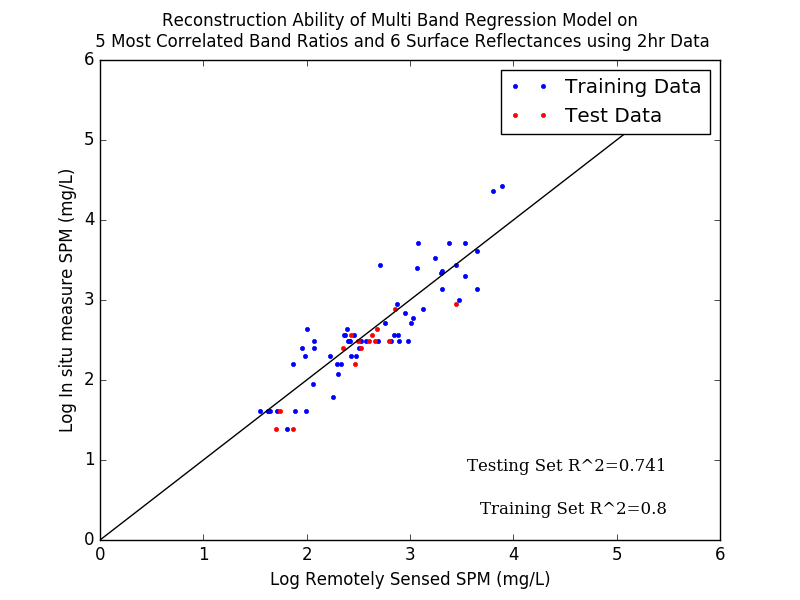 Reconstruction Ability of Multi Band Regression Model on
5 Most Correlated Band Ratios and 6 Surface Reflectances using 2hr Data
Training Data
Test Data
6
5
4
3
2
1
0
Log In situ measure SPM (mg/L)
Testing Set R^2=0.741
Training Set R^2=0.8
0 1 2 3 4 5 6
Log Remotely Sensed SPM (mg/L)